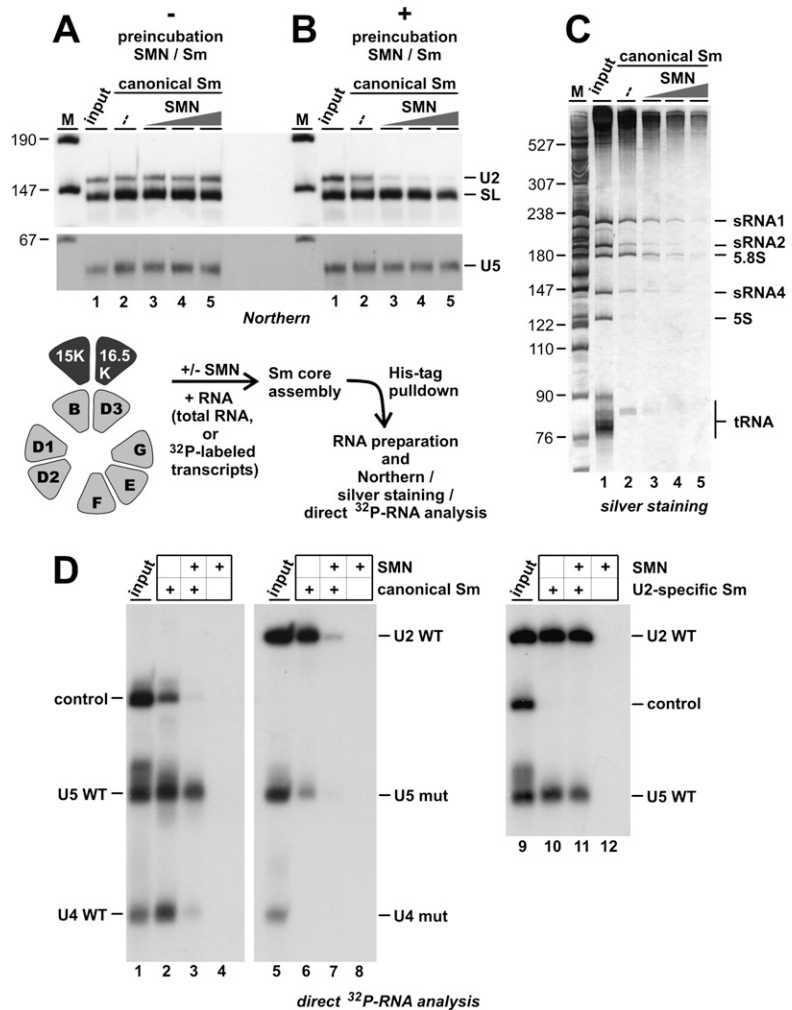 A
-
preincubation
SMN / Sm
canonical Sm
SMN
M
input
--
190
147
67
1 2 3 4 5
B
+
preincubation
SMN / Sm
canonical Sm
SMN
M
input
--
U2
SL
U5
1 2 3 4 5
Northern
C
canonical Sm
SMN
M
input
--
527
307
238
180
147
122
110
90
76
sRNA1
sRNA2
5.8S
sRNA4
5S
tRNA
1 2 3 4 5
silver staining
15K
16.5
K
B
D3
D1
G
D2
E
F
+/- SMN
+ RNA
(total RNA,
or
32P-labeled
transcripts)
Sm core
assembly
His-tag
pulldown
RNA preparation
and
Northern /
silver staining /
direct 32P-RNA analysis
D
input
+ +
+ +
SMN
canonical Sm
input
+ +
+ +
control
U5 WT
U4 WT
U2 WT
U5 mut
U4 mut
1 2 3 4
5 6 7 8
input
+ +
+ +
SMN
U2-specific Sm
U2 WT
control
U5 WT
9 10 11 12
direct 32P-RNA analysis